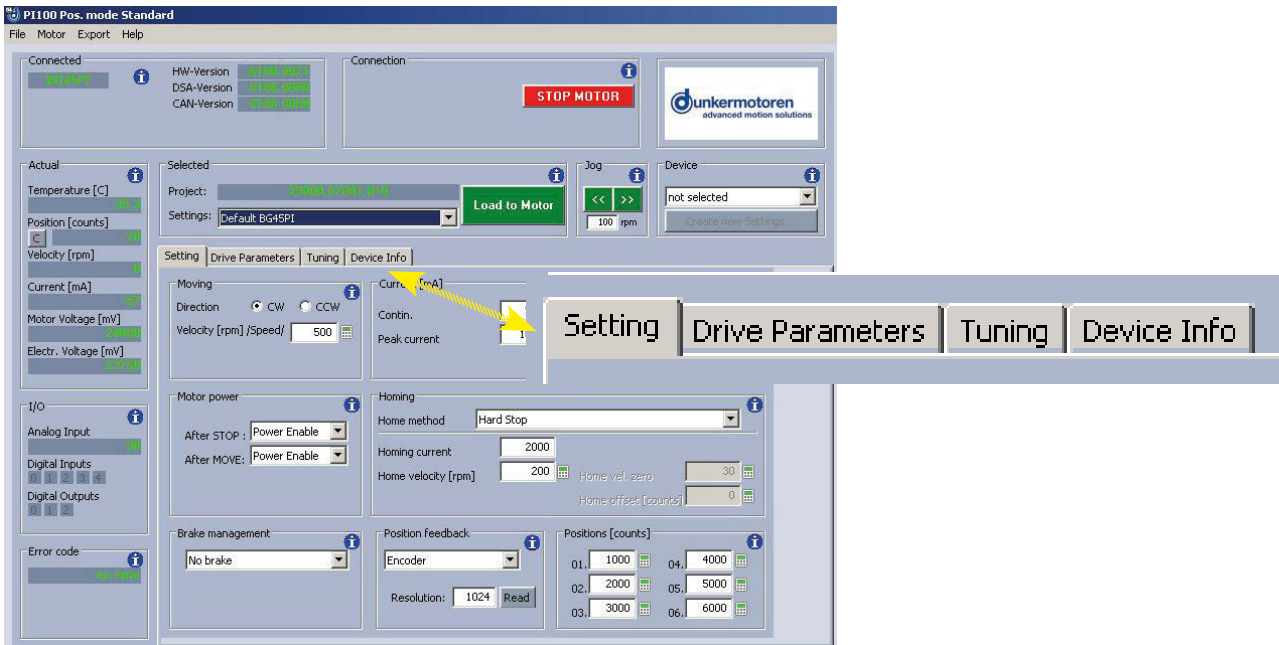 PI100 Pos. mode Standard
File Motor Export Help
Connected
HW-Version
DSA-Version
CAN-Version
Connection
STOP MOTOR
dunkermotoren
advanced motion solutions
Actual
Temperature [C]
Position [counts]
C
Velocity [rpm]
Current [mA]
Motor Voltage [mV]
Electr. Voltage [mV]
Selected
Project:
Settings: Default BG45PI
Load to Motor
Jog
<< >>
100 rpm
Device
not selected
Create new Settings...
Setting Drive Parameters Tuning Device Info
Moving
Direction CW CCW
Velocity [rpm] /Speed/ 500
[mA]
Contin.
Peak current
Setting Drive Parameters Tuning Device Info
I/O
Analog Input
Digital Inputs
0 1 2 3 4
Digital Outputs
0 1 2
Error code
Motor power
After STOP : Power Enable
After MOVE: Power Enable
Homing
Home method Hard Stop
Homing current 2000
Home velocity [rpm] 200
Home vel. zero 30
Home offset [counts] 0
Brake management
No brake
Position feedback
Encoder
Resolution: 1024 Read
Positions [counts]
01. 1000 04. 4000
02. 2000 05. 5000
03. 3000 06. 6000